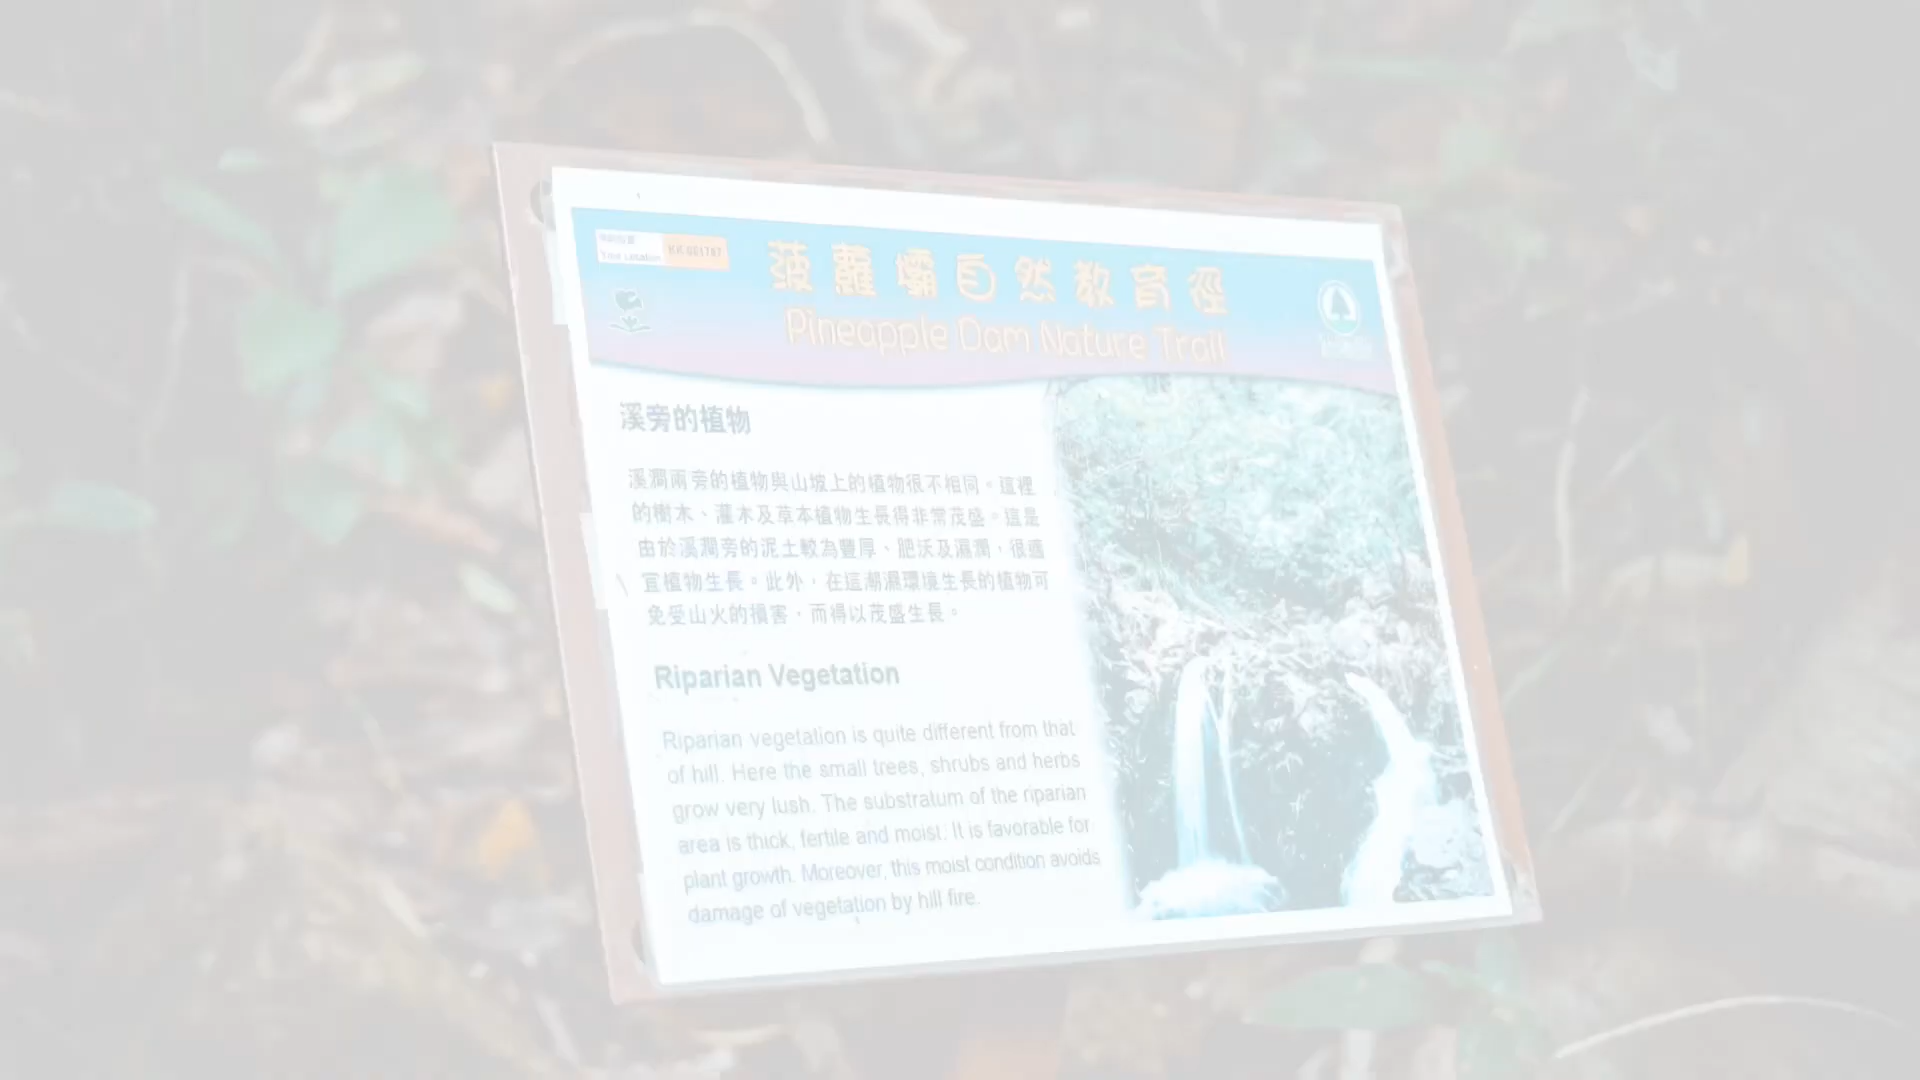 你的位置
Your Location
菠蘿壩自然教育徑
Pineapple Dam Nature Trail
溪旁的植物
溪澗兩旁的植物與山坡上的植物很不相同。這裡
的樹木、灌木及草本植物生長得非常茂盛。這是
由於溪澗旁的泥土較為豐厚、肥沃及濕潤，很適
宜植物生長。此外，在這潮濕環境生長的植物可
免受山火的損害，而得以茂盛生長。
Riparian Vegetation
Riparian vegetation is quite different from that
of hill. Here the small trees, shrubs and herbs
grow very lush. The substratum of the riparian
area is thick, fertile and moist. It is favorable for
plant growth. Moreover, this moist condition avoids
damage of vegetation by hill fire.